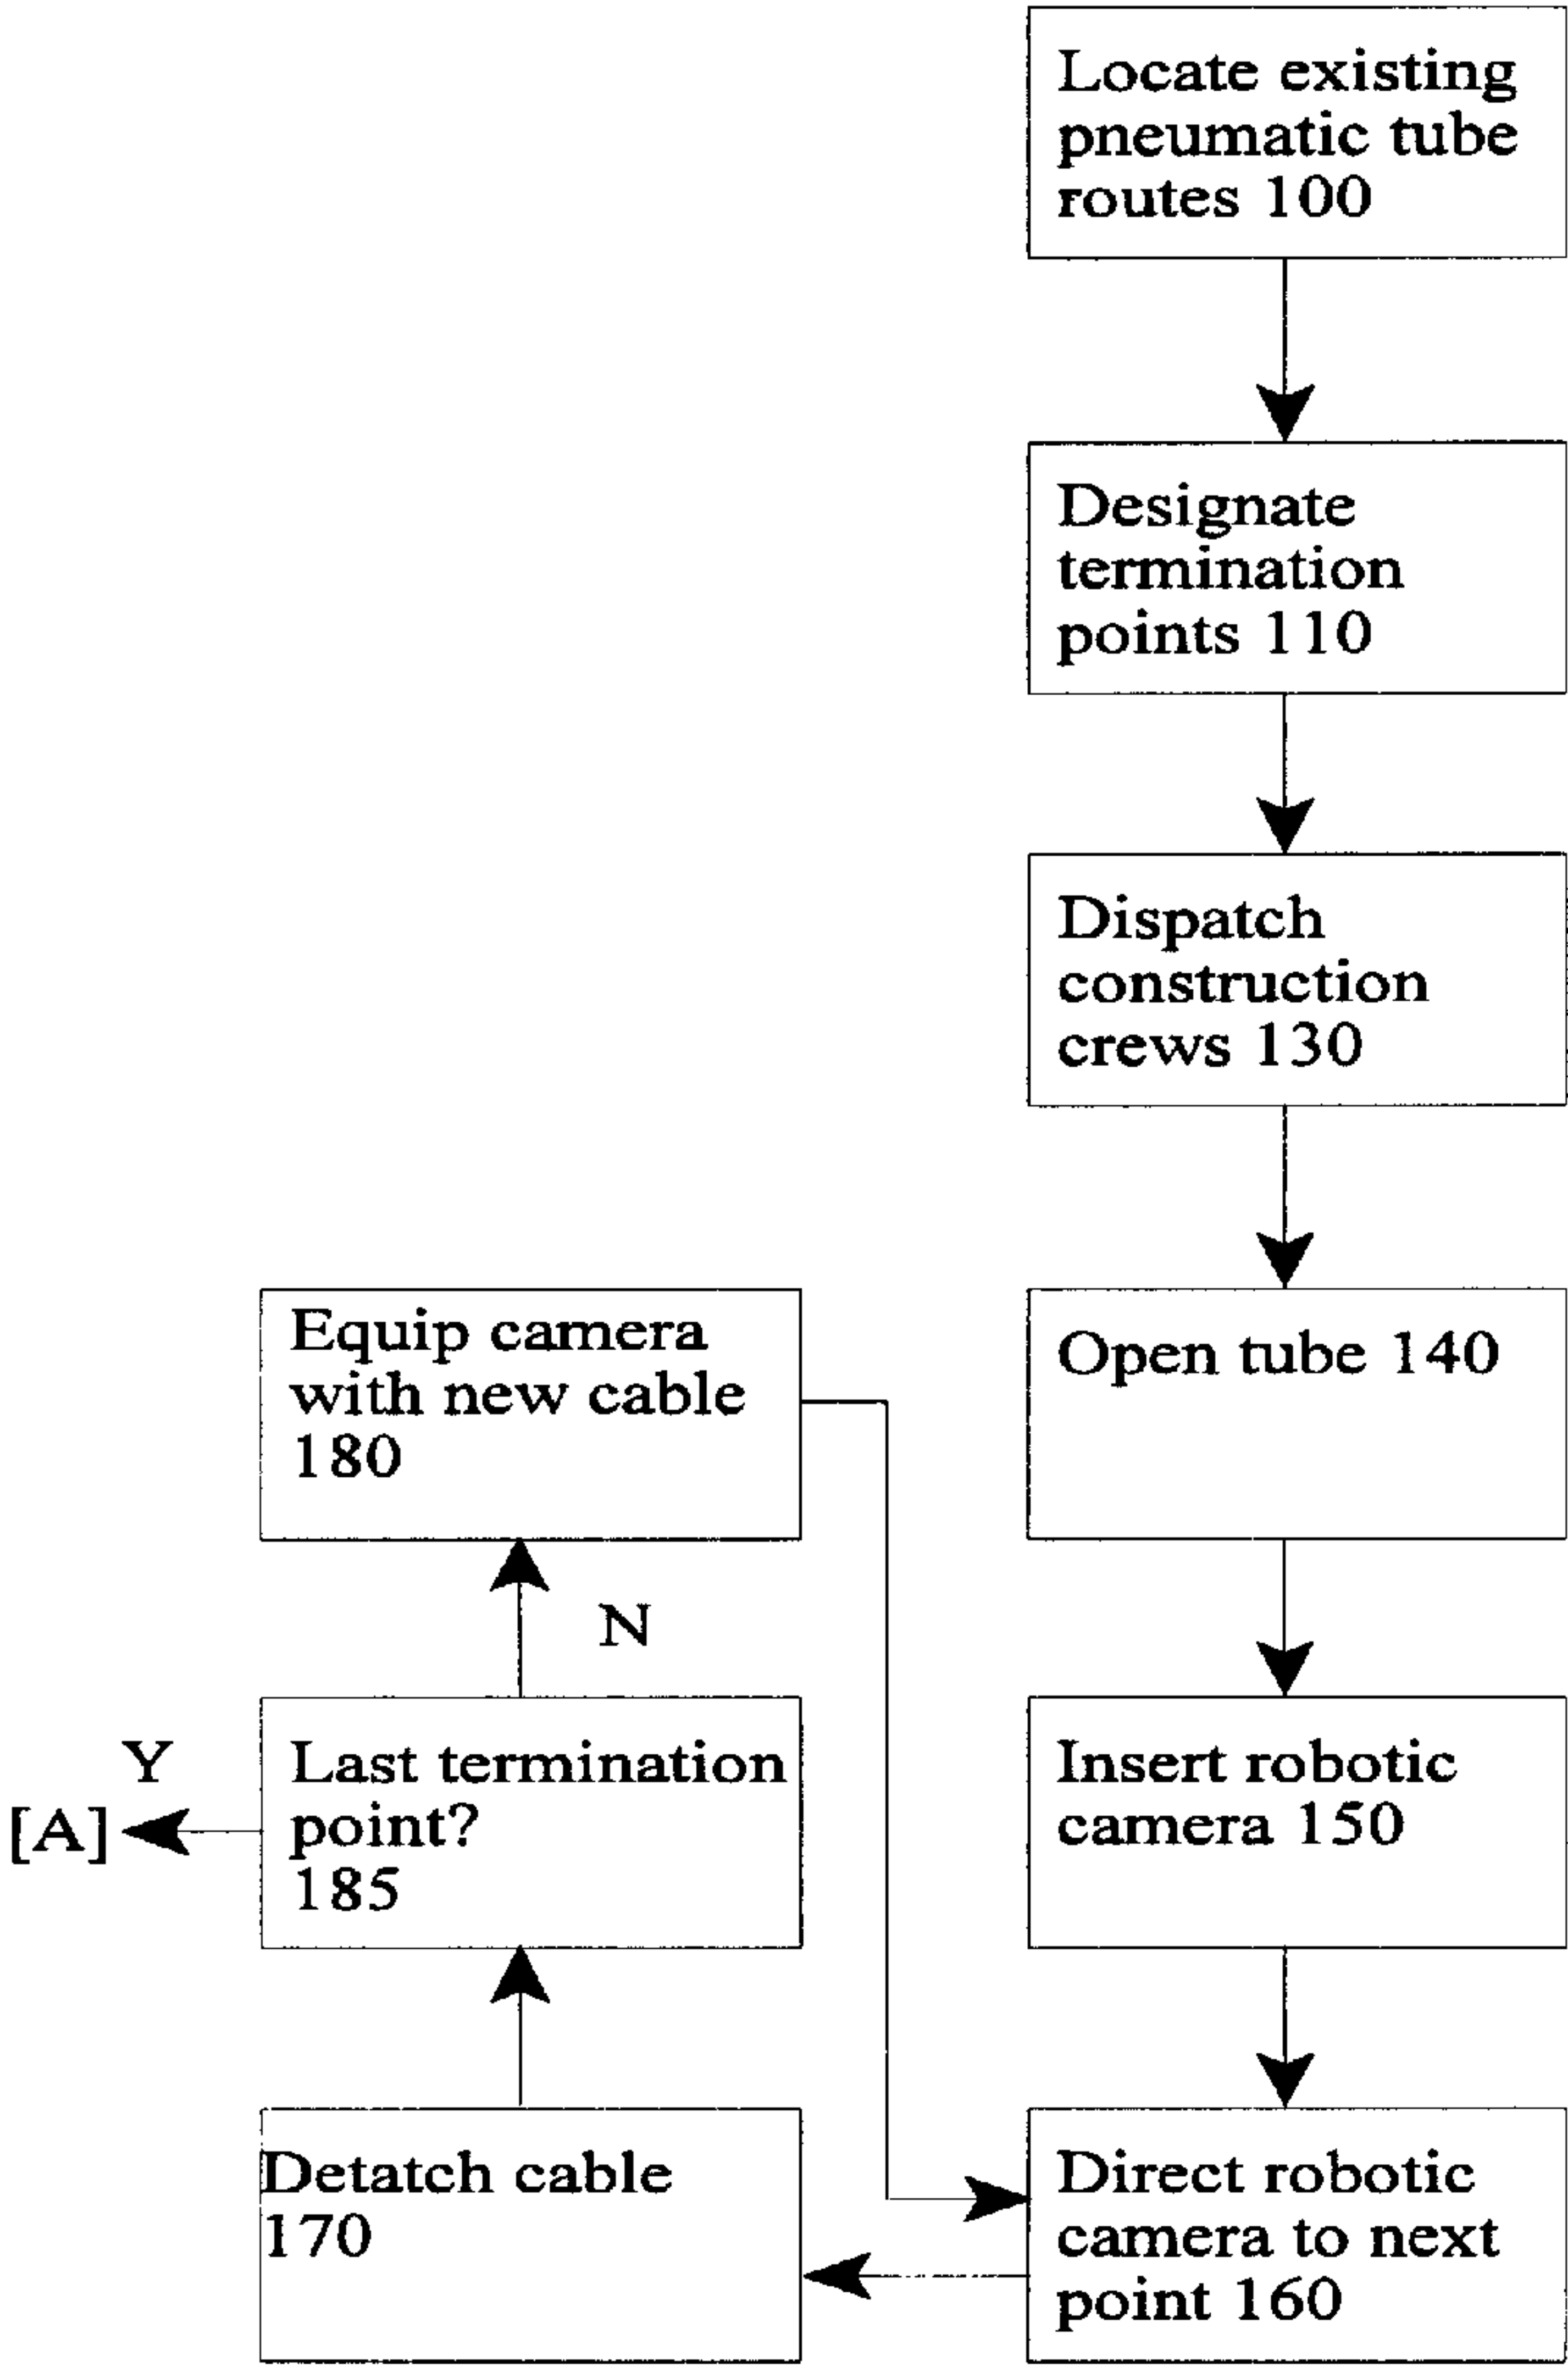 Locate existing
pneumatic tube
routes 100
Designate
termination
points 110
Dispatch
construction
crews 130
Open tube 140
Insert robotic
camera 150
Direct robotic
camera to next
point 160
Detatch cable
170
Last termination
point?
185
Y
[A]
N
Equip camera
with new cable
180